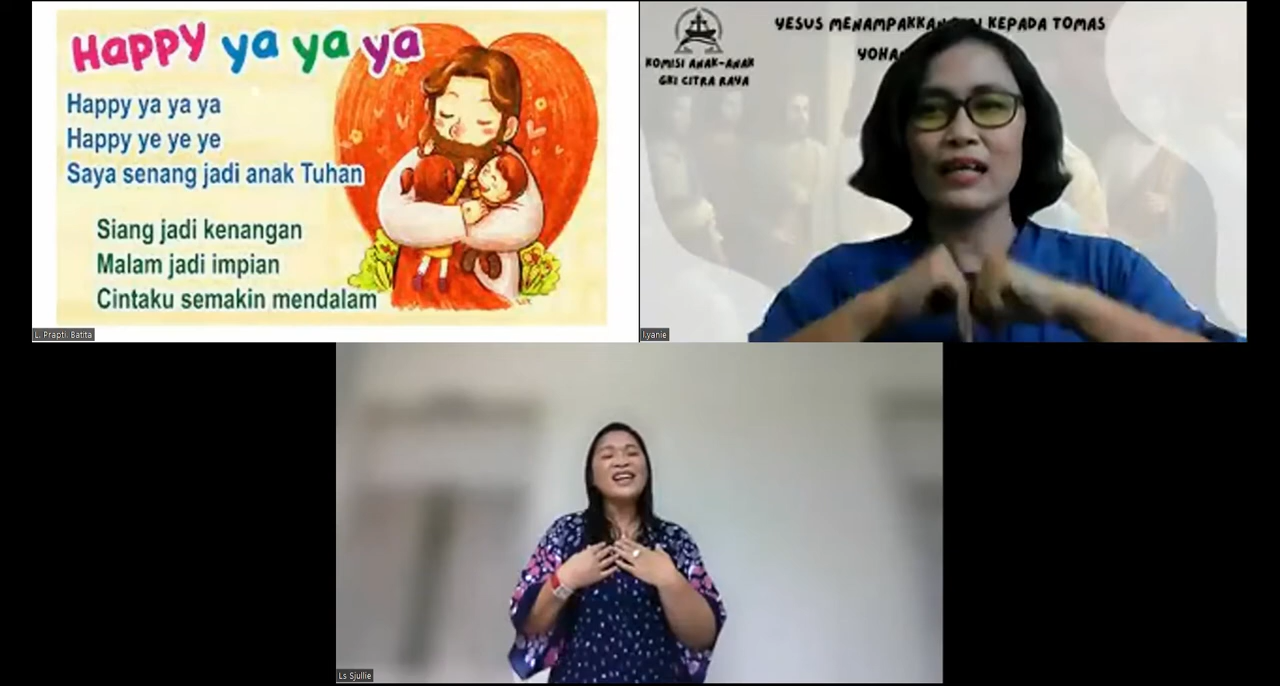 Happy ya ya ya
Happy ya ya ya
Happy ye ye ye
Saya senang jadi anak Tuhan
Siang jadi kenangan
Malam jadi impian
Cintaku semakin mendalam
L. Prapti. Batita
YESUS MENAMPAKKAN KEPADA TOMAS
KOMISI ANAK-ANAK
GKI CITRA RAYA
l.yanie
Ls Sjullie